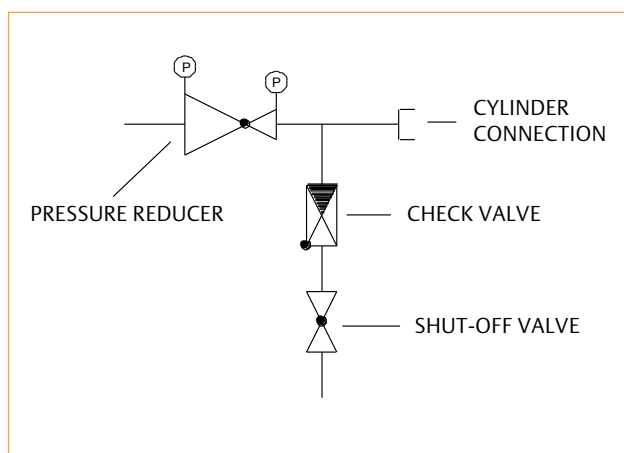 P
P
CYLINDER
CONNECTION
PRESSURE REDUCER
CHECK VALVE
SHUT-OFF VALVE